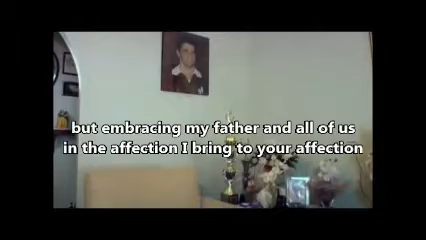 but embracing my father and all of us
in the affection I bring to your affection